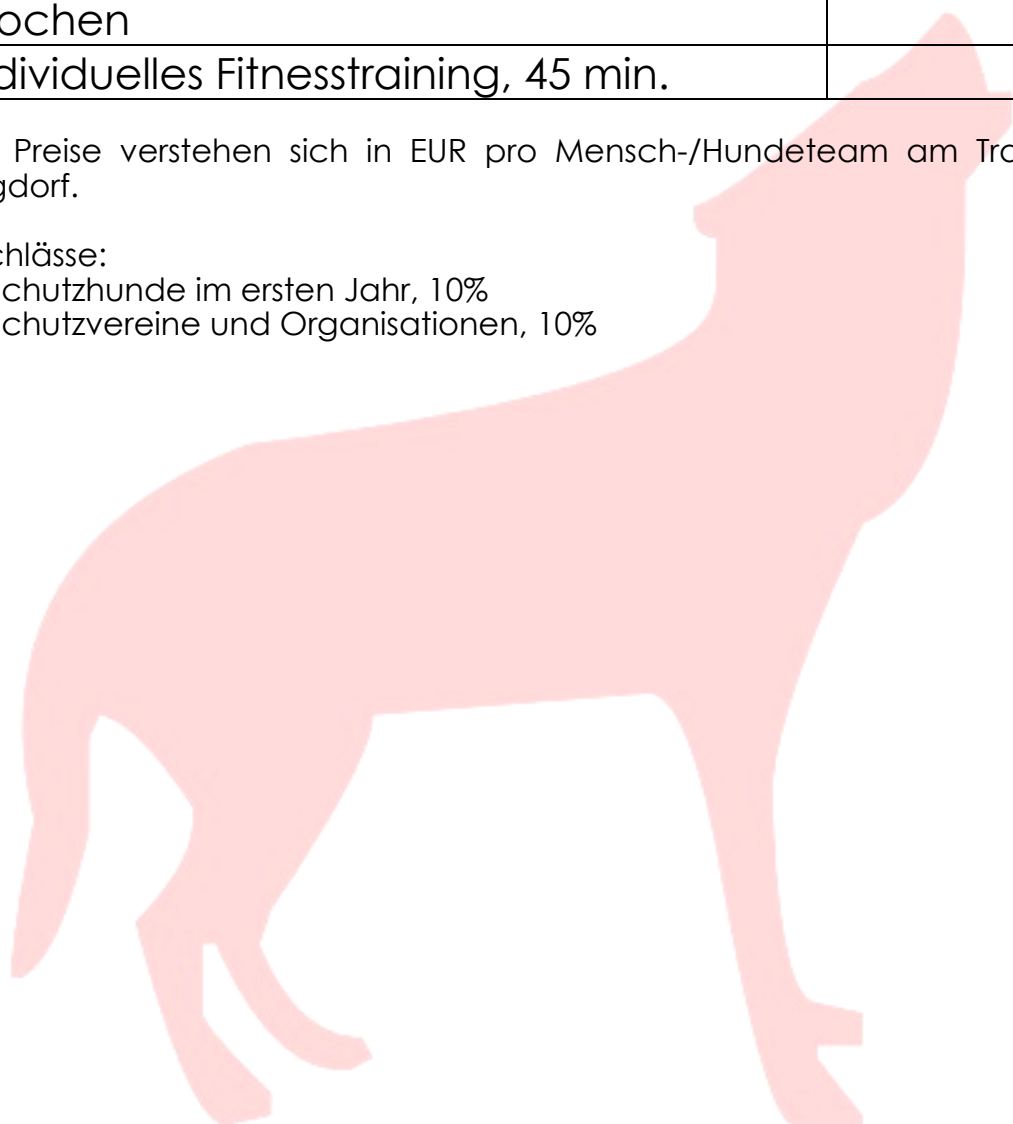 ochen
dividuelles Fitnesstraining, 45 min.
Preise verstehen sich in EUR pro Mensch-/Hundeteam am Tra
gdorf.
chlässe:
chutzhunde im ersten Jahr, 10%
chutzvereine und Organisationen, 10%